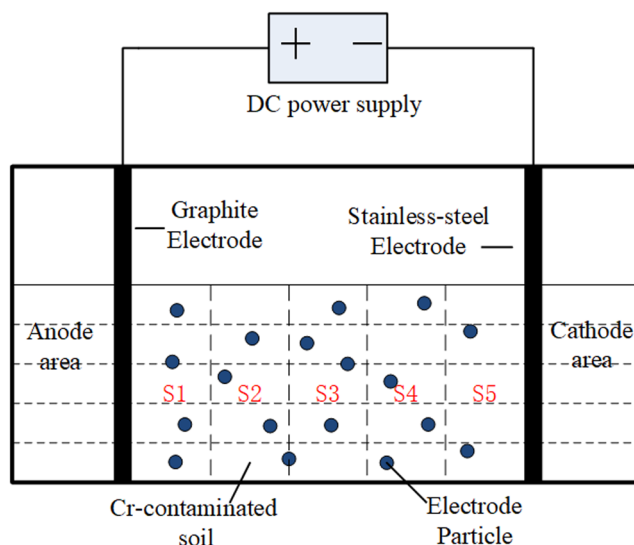 + −
DC power supply
Graphite
Electrode
Stainless-steel
Electrode
Anode
area
Cathode
area
S1 S2 S3 S4 S5
Cr-contaminated
soil
Electrode
Particle